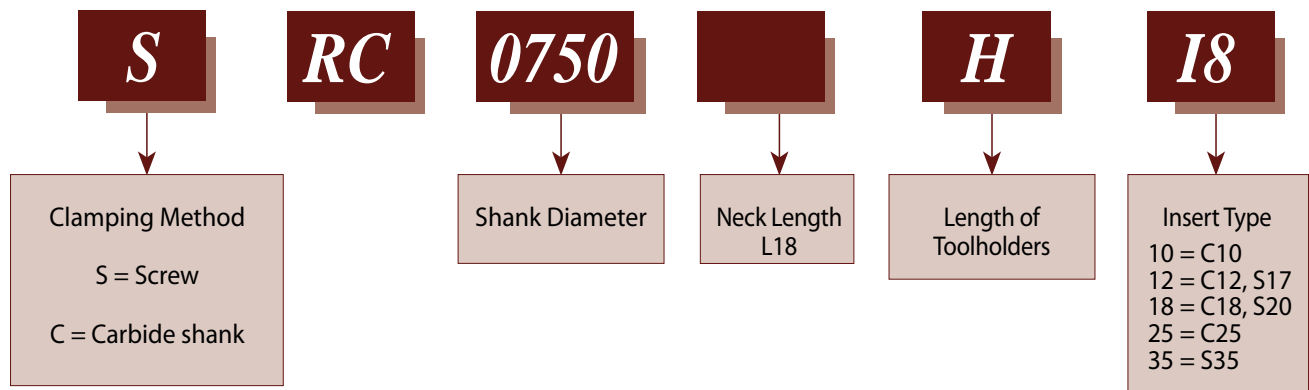 S RC 0750 H I8
Clamping Method
S = Screw
C = Carbide shank
Shank Diameter
Neck Length
L18
Length of
Toolholders
Insert Type
10 = C10
12 = C12, S17
18 = C18, S20
25 = C25
35 = S35